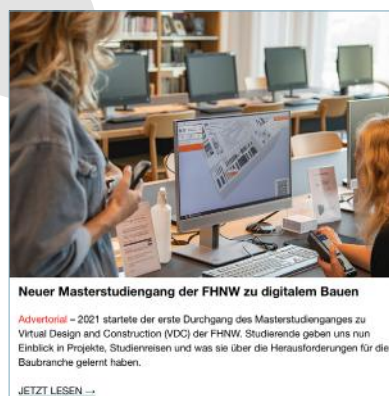 Neuer Masterstudiengang der FHNW zu digitalem Bauen
Advertorial – 2021 startete der erste Durchgang des Masterstudienganges zu
Virtual Design and Construction (VDC) der FHNW. Studierende geben uns nun
Einblick in Projekte, Studienreisen und was sie über die Herausforderungen für die
Baubranche gelernt haben.
JETZT LESEN →